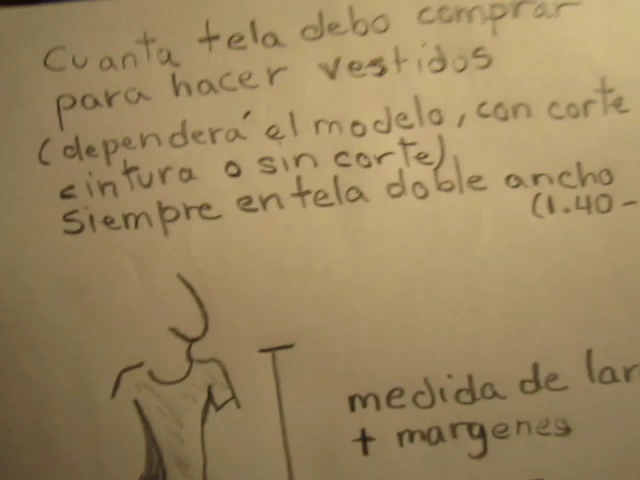 Cuanta tela debo comprar
para hacer vestidos
(dependerá el modelo, con corte
cintura o sin corte)
Siempre en tela doble ancho
(1.40-
medida de lar
+ margenes